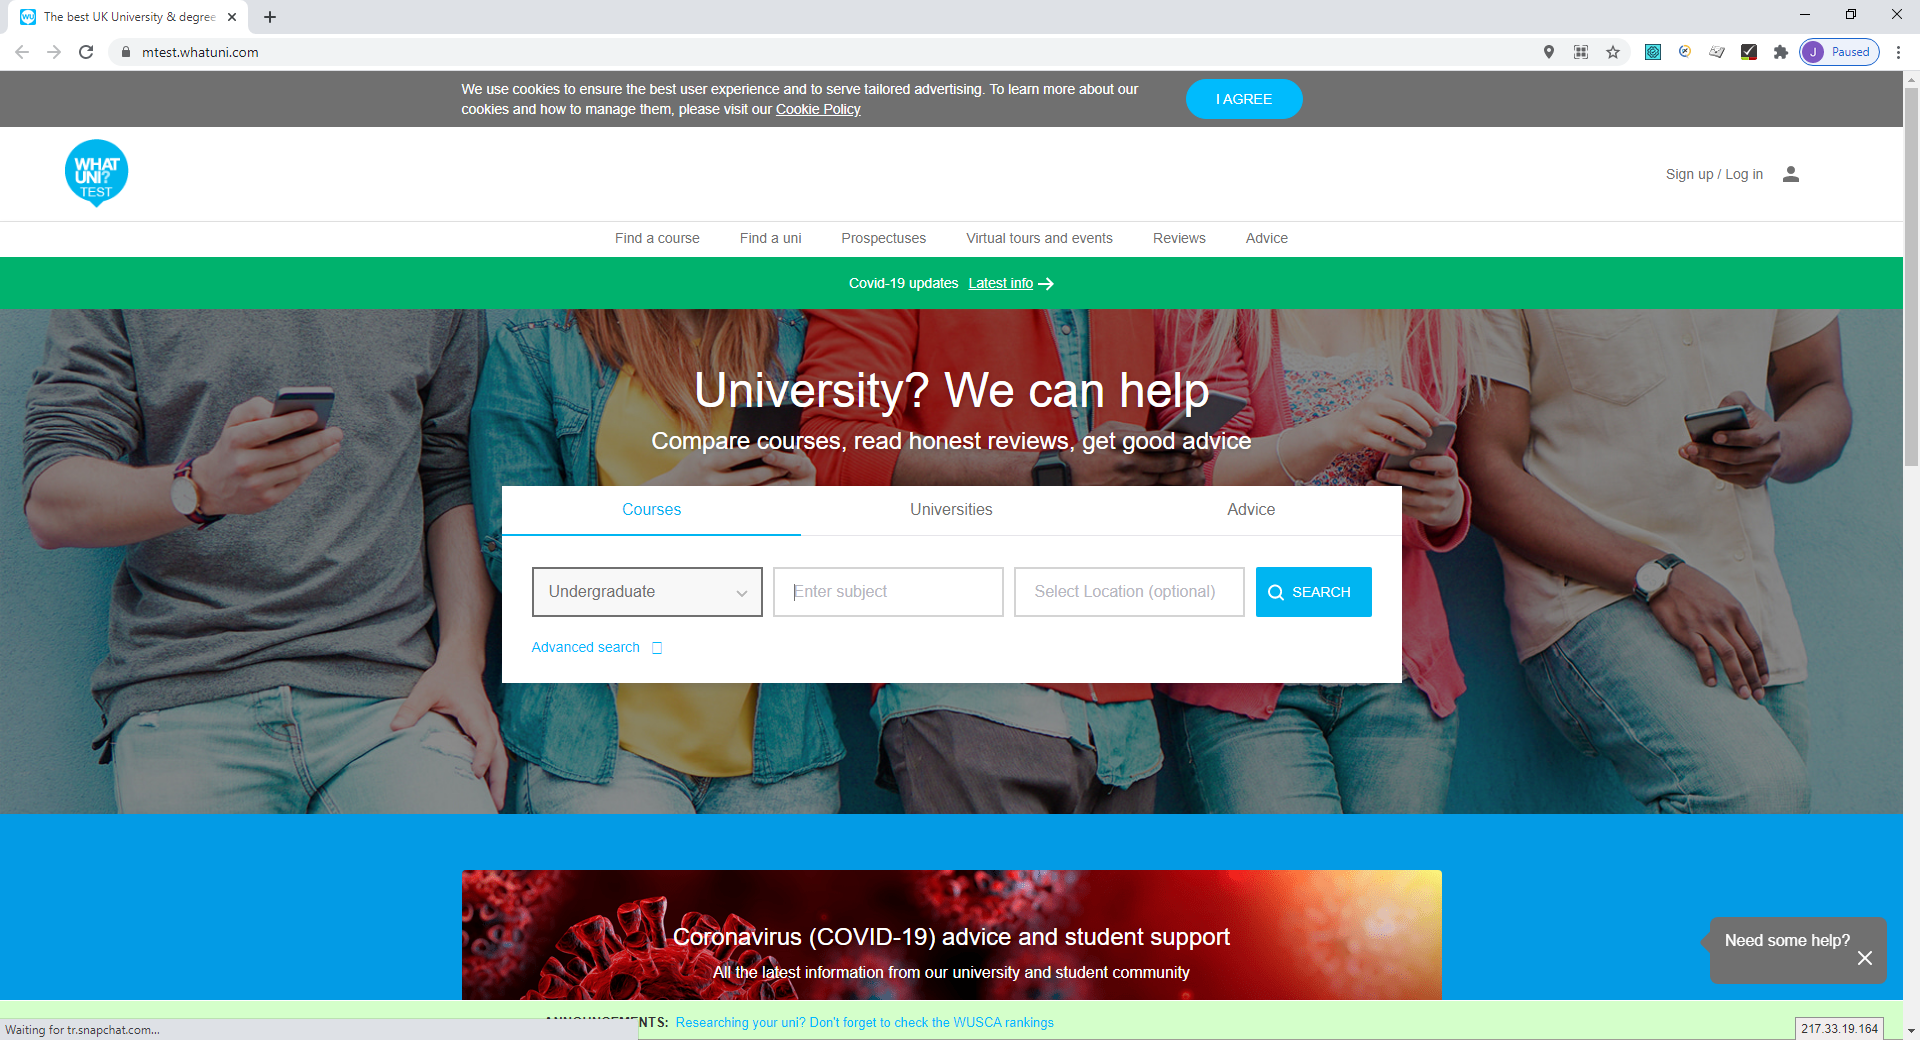 The best UK University & degree
mtest.whatuni.com
J Paused
We use cookies to ensure the best user experience and to serve tailored advertising. To learn more about our
cookies and how to manage them, please visit our Cookie Policy
I AGREE
WHAT
UNI?
TEST
Sign up / Log in
Find a course Find a uni Prospectuses Virtual tours and events Reviews Advice
Covid-19 updates Latest info
University? We can help
Compare courses, read honest reviews, get good advice
Courses Universities Advice
Undergraduate Enter subject Select Location (optional) SEARCH
Advanced search
Coronavirus (COVID-19) advice and student support
All the latest information from our university and student community
Need some help?
ANNOUNCEMENTS: Researching your uni? Don't forget to check the WUSCA rankings
Waiting for tr.snapchat.com...
217.33.19.164